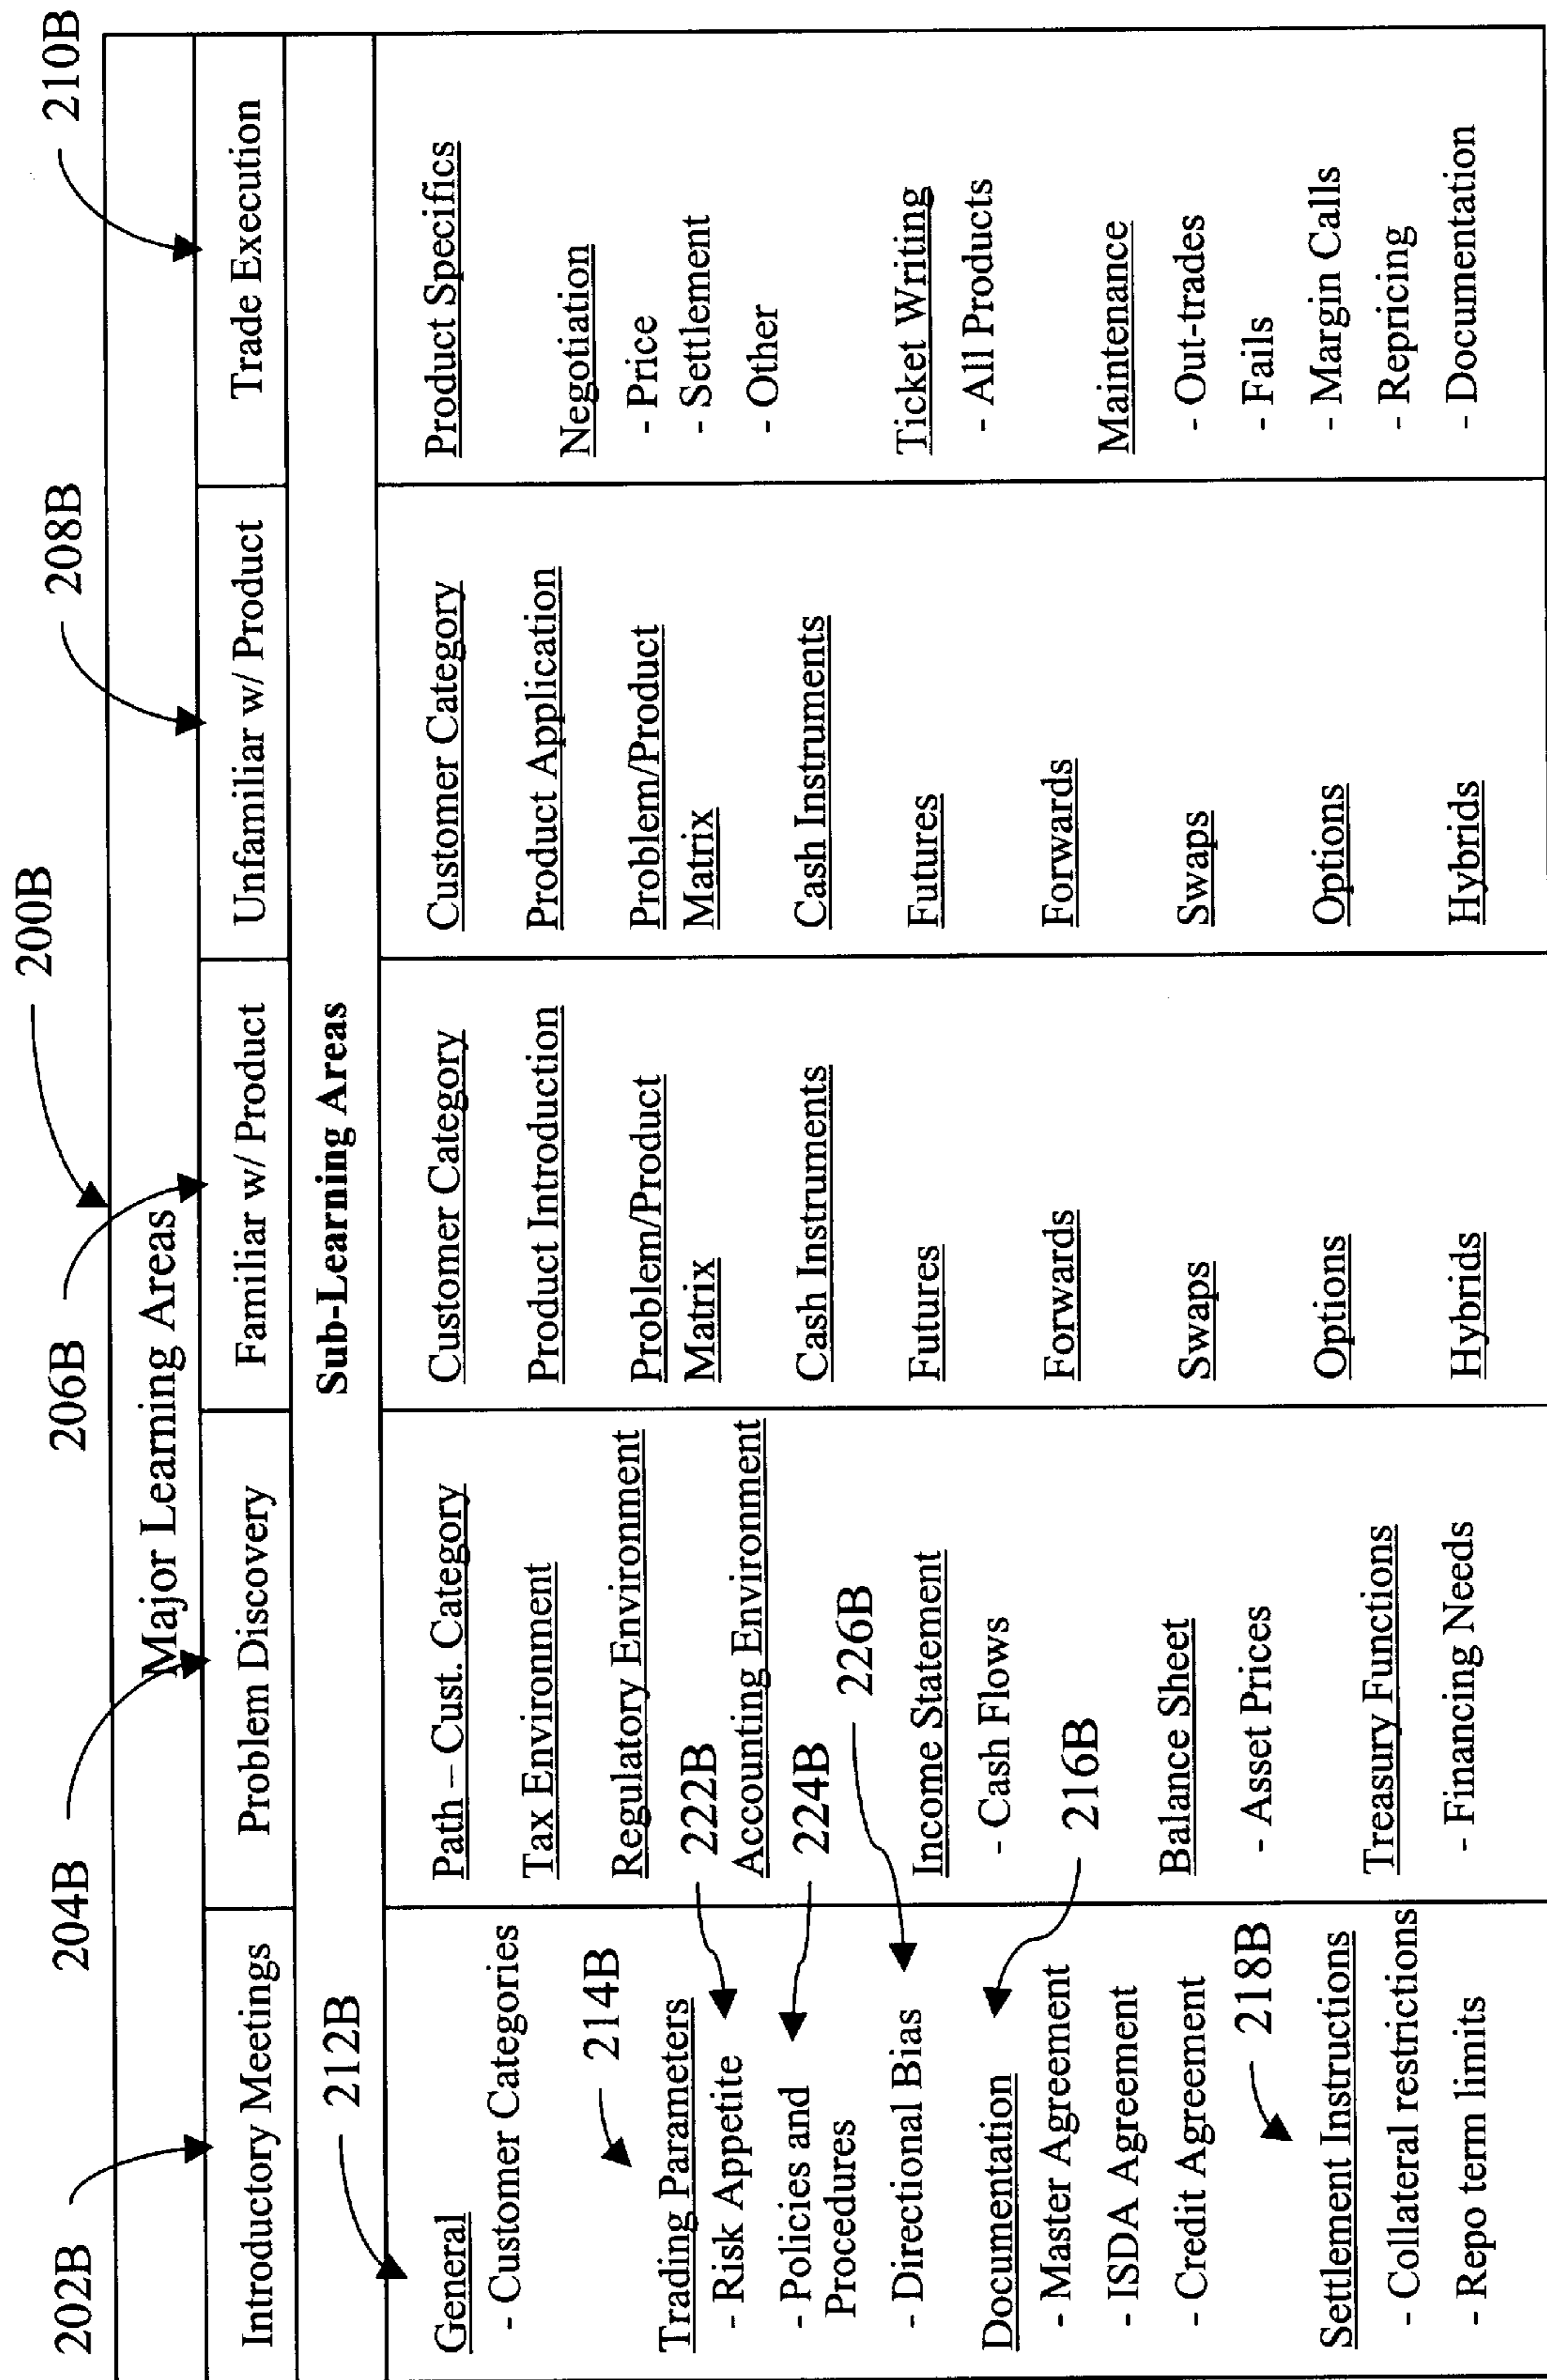 200B
Major Learning Areas
202B
204B
206B
208B
210B
Introductory Meetings
Problem Discovery
Familiar w/ Product
Unfamiliar w/ Product
Trade Execution
Sub-Learning Areas
212B
General
- Customer Categories
214B
Trading Parameters
- Risk Appetite
222B
- Policies and
Procedures
224B
- Directional Bias
226B
Documentation
216B
- Master Agreement
- ISDA Agreement
- Credit Agreement
218B
Settlement Instructions
- Collateral restrictions
- Repo term limits
Path – Cust. Category
Tax Environment
Regulatory Environment
Accounting Environment
Income Statement
- Cash Flows
Balance Sheet
- Asset Prices
Treasury Functions
- Financing Needs
Customer Category
Product Introduction
Problem/Product
Matrix
Cash Instruments
Futures
Forwards
Swaps
Options
Hybrids
Customer Category
Product Application
Problem/Product
Matrix
Cash Instruments
Futures
Forwards
Swaps
Options
Hybrids
Product Specifics
Negotiation
- Price
- Settlement
- Other
Ticket Writing
- All Products
Maintenance
- Out-trades
- Fails
- Margin Calls
- Repricing
- Documentation